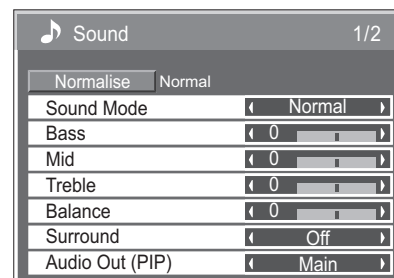 Sound 1/2
Normalise Normal
Sound Mode Normal
Bass 0
Mid 0
Treble 0
Balance 0
Surround Off
Audio Out (PIP) Main